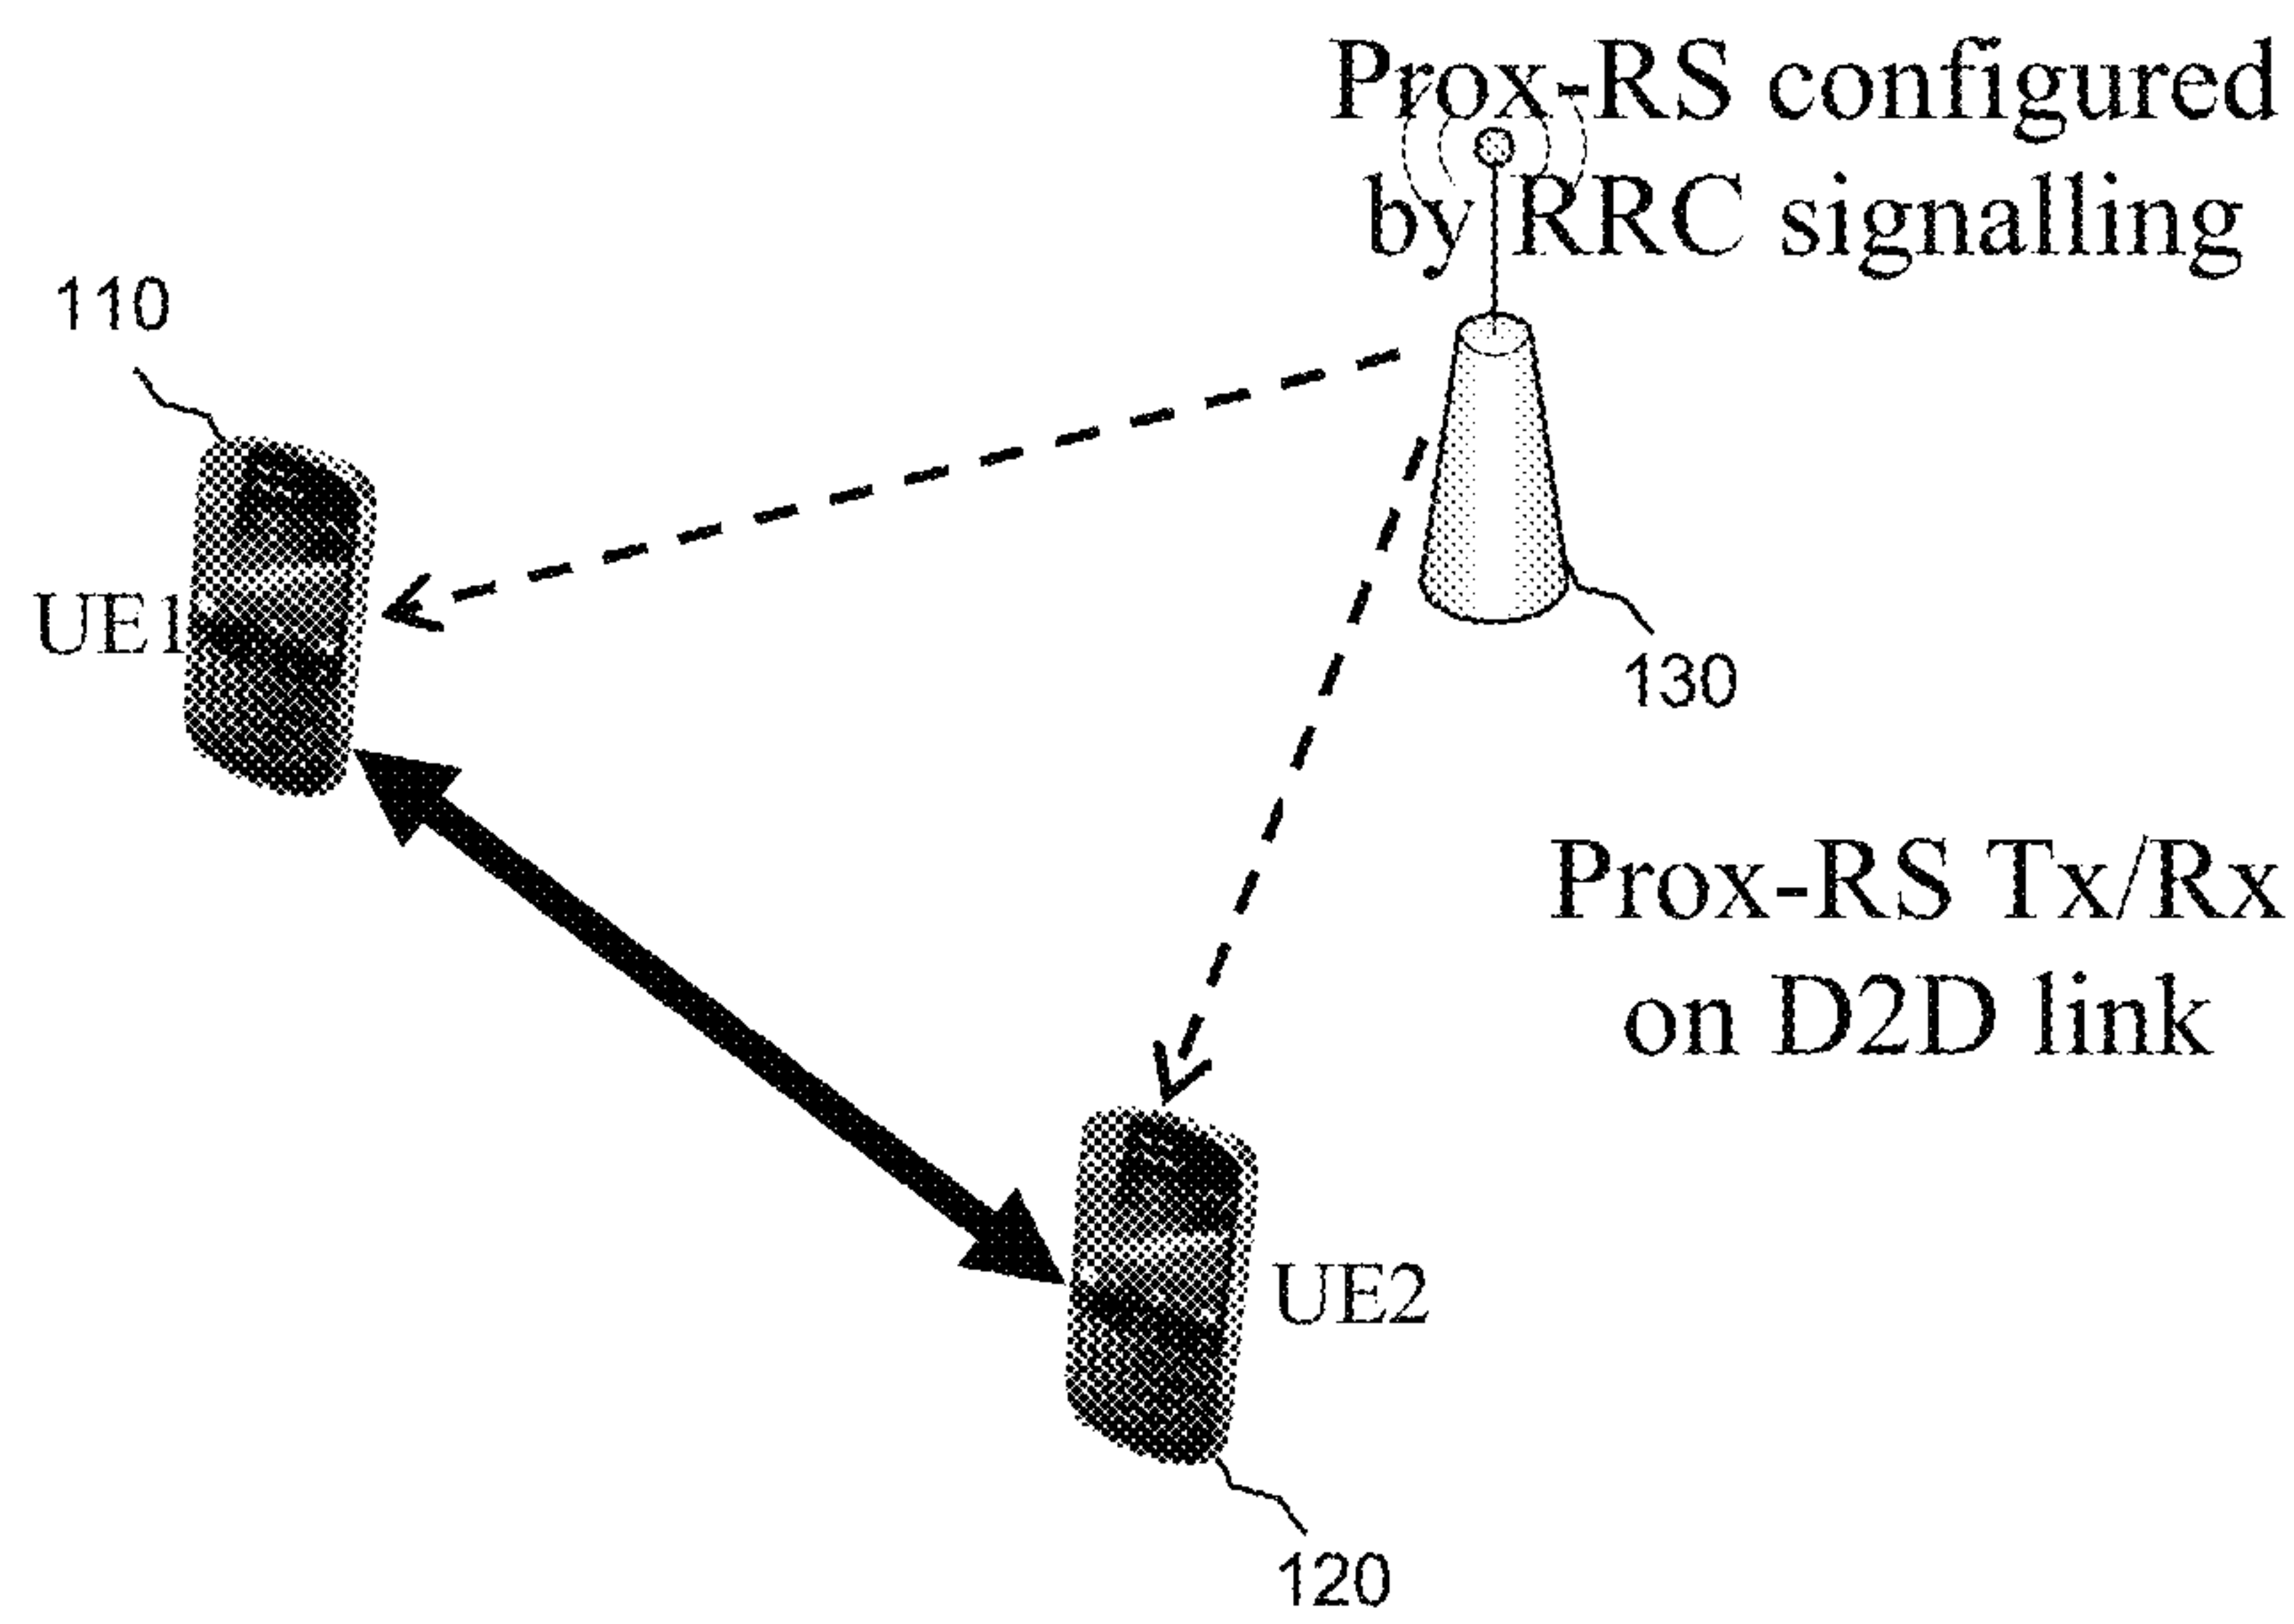 Prox-RS configured
by RRC signalling
110
UE1
130
Prox-RS Tx/Rx
on D2D link
UE2
120